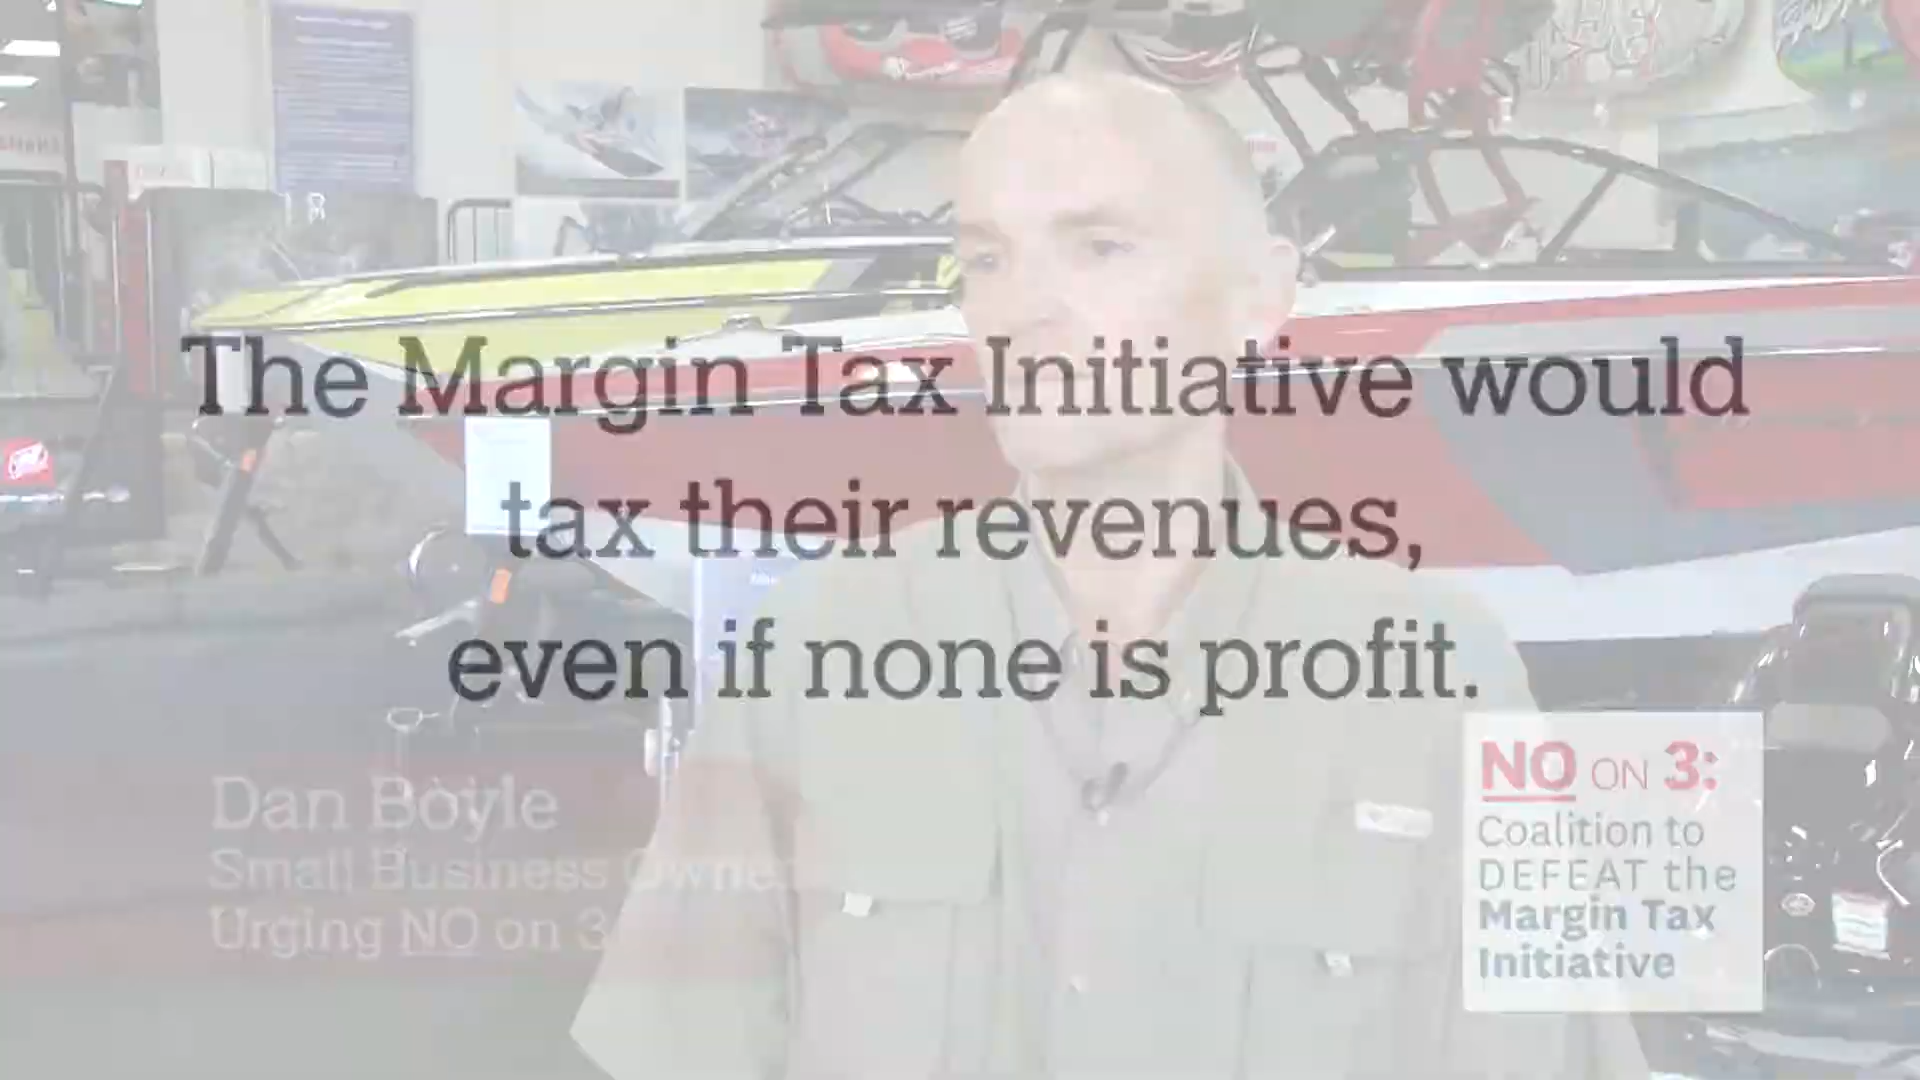 The Margin Tax Initiative would
tax their revenues,
even if none is profit.
Dan Boyle
Small Business Owner
Urging NO on 3
NO ON 3:
Coalition to
DEFEAT the
Margin Tax
Initiative